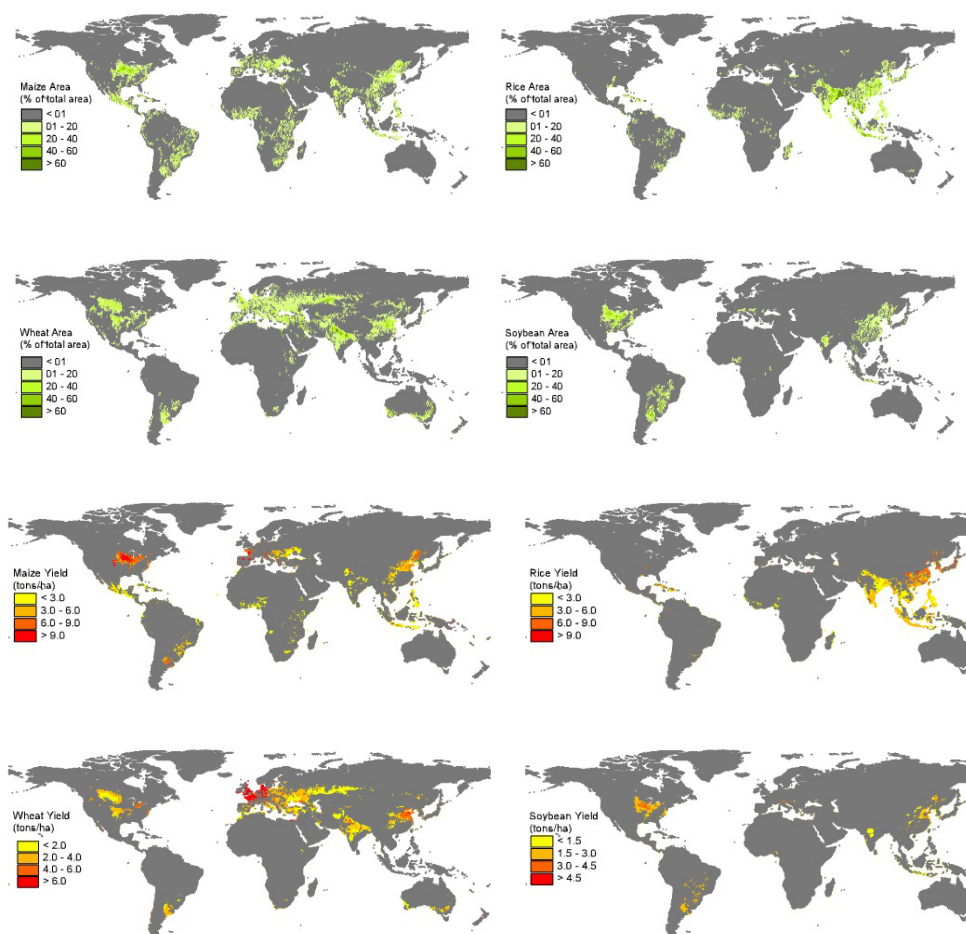 Maize Area
(% of total area)
< 01
01 - 20
20 - 40
40 - 60
> 60
Rice Area
(% of total area)
< 01
01 - 20
20 - 40
40 - 60
> 60
Wheat Area
(% of total area)
< 01
01 - 20
20 - 40
40 - 60
> 60
Soybean Area
(% of total area)
< 01
01 - 20
20 - 40
40 - 60
> 60
Maize Yield
(tons/ha)
< 3.0
3.0 - 6.0
6.0 - 9.0
> 9.0
Rice Yield
(tons/ha)
< 3.0
3.0 - 6.0
6.0 - 9.0
> 9.0
Wheat Yield
(tons/ha)
< 2.0
2.0 - 4.0
4.0 - 6.0
> 6.0
Soybean Yield
(tons/ha)
< 1.5
1.5 - 3.0
3.0 - 4.5
> 4.5